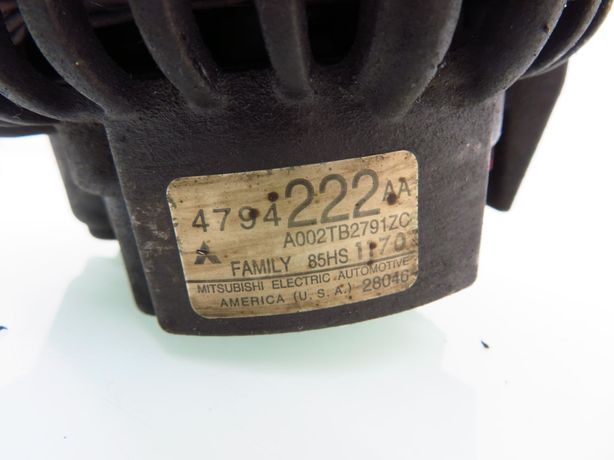 4794222AA
A002TB2791ZC
FAMILY 85HS 1170
MITSUBISHI ELECTRIC AUTOMOTIVE
AMERICA (U.S.A.) 28046